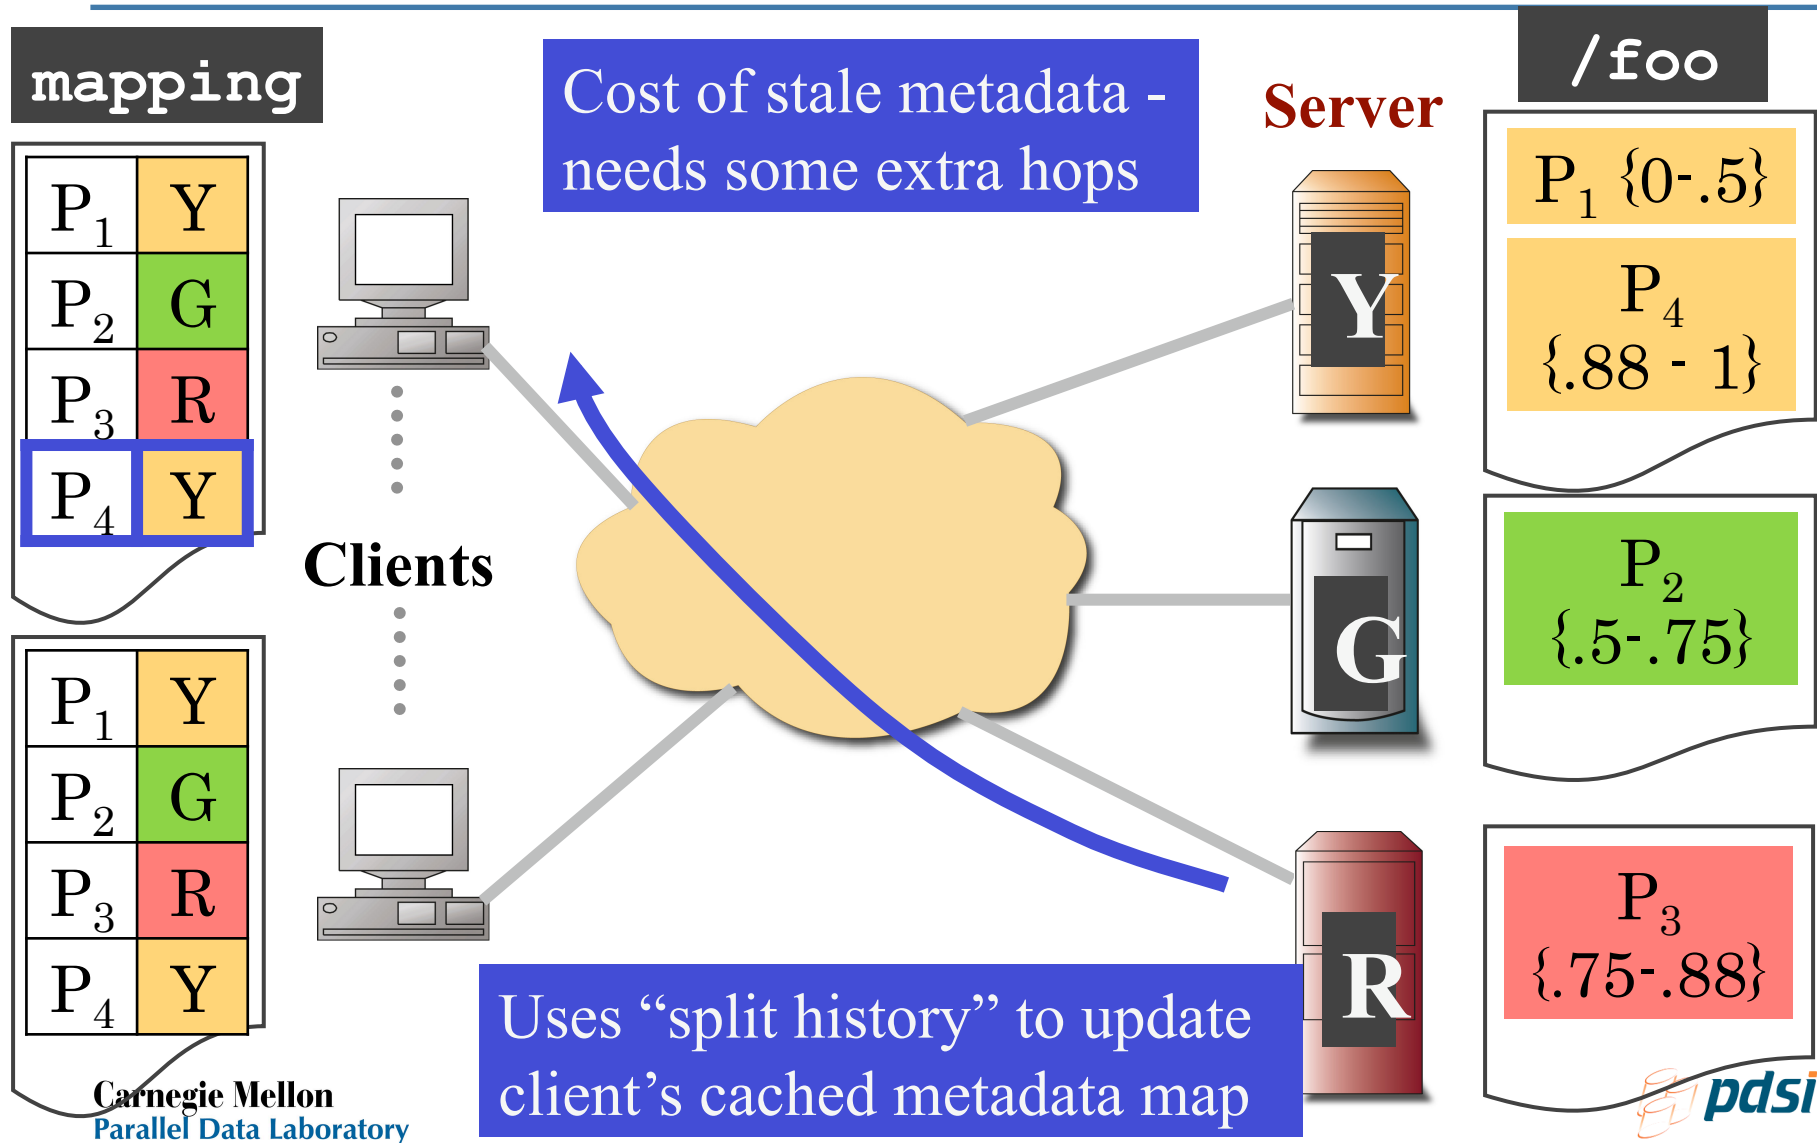 mapping
Cost of stale metadata -
needs some extra hops
Server
/foo
P1 Y
P2 G
P3 R
P4 Y
Clients
P1 Y
P2 G
P3 R
P4 Y
Y
G
R
P1 {0-.5}
P4
{.88 - 1}
P2
{.5-.75}
P3
{.75-.88}
Uses “split history” to update
client’s cached metadata map
Carnegie Mellon
Parallel Data Laboratory
pdsi